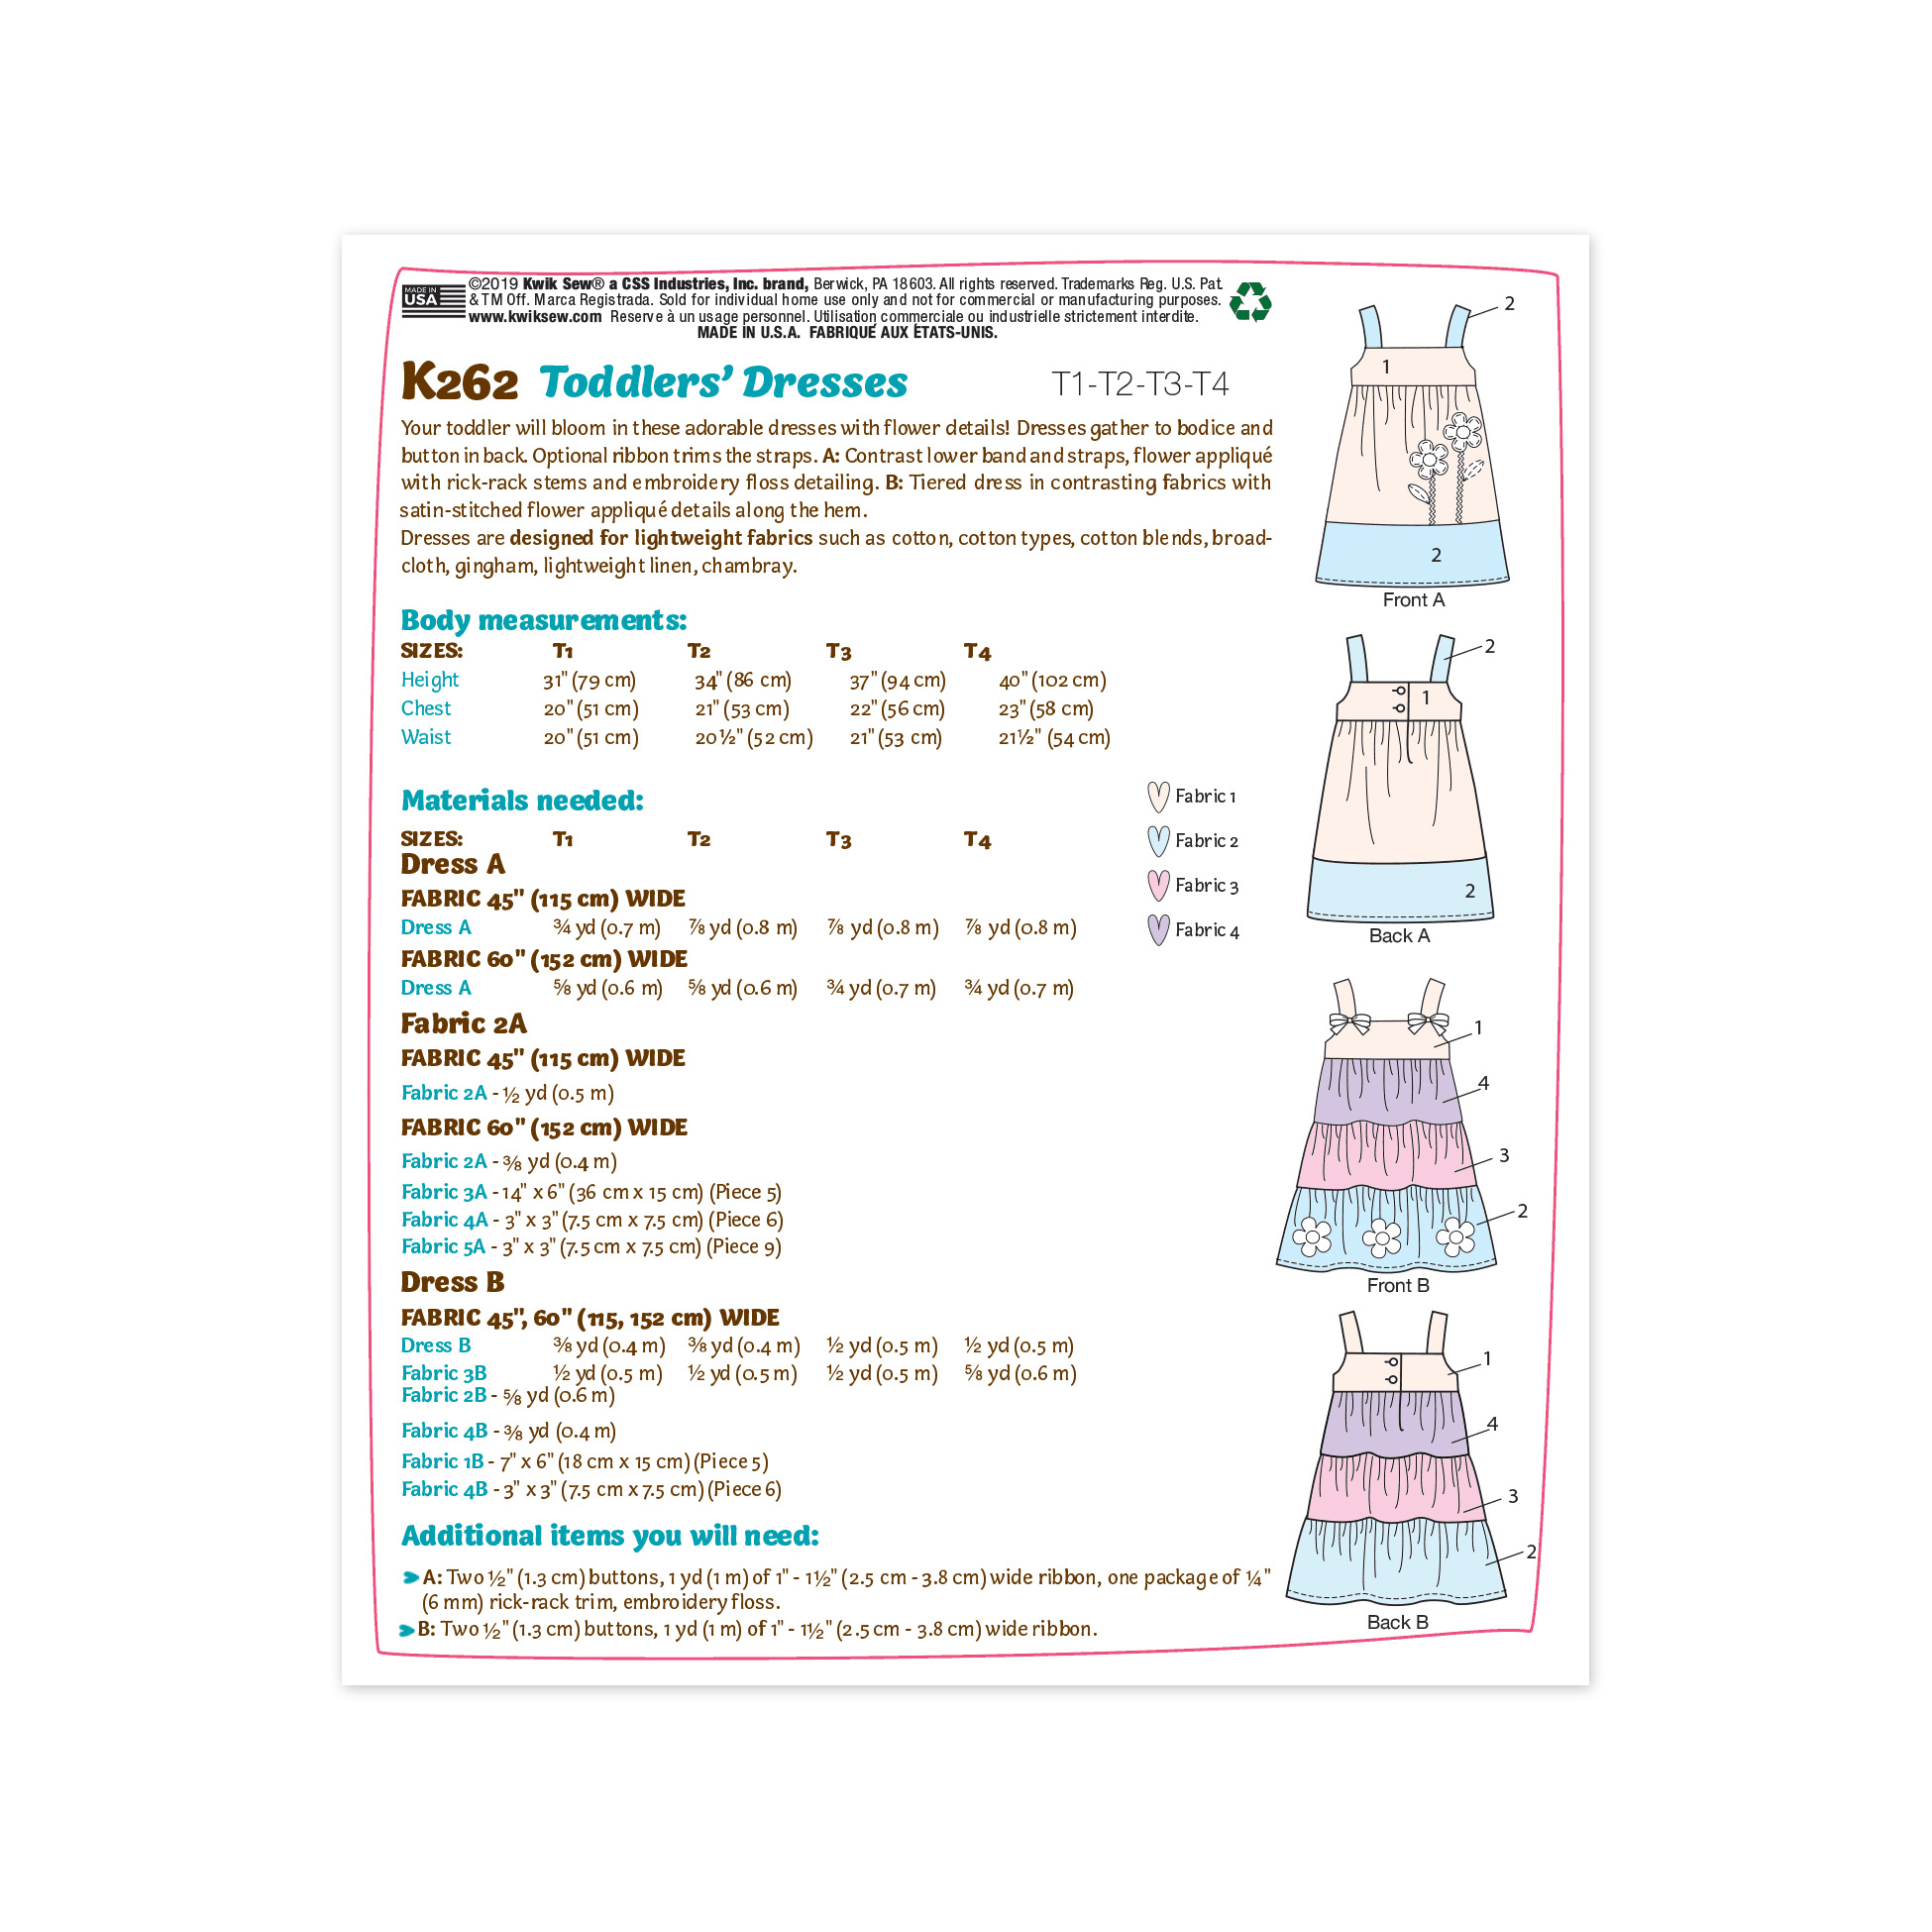 MADE IN
USA
©2019 Kwik Sew® a CSS Industries, Inc. brand, Berwick, PA 18603. All rights reserved. Trademarks Reg. U.S. Pat.
& TM Off. Marca Registrada. Sold for individual home use only and not for commercial or manufacturing purposes.
www.kwiksew.com Reserve à un usage personnel. Utilisation commerciale ou industrielle strictement interdite.
MADE IN U.S.A. FABRIQUÉ AUX ÉTATS-UNIS.
K262 Toddlers’ Dresses T1-T2-T3-T4
Your toddler will bloom in these adorable dresses with flower details! Dresses gather to bodice and
button in back. Optional ribbon trims the straps. A: Contrast lower band and straps, flower appliqué
with rick-rack stems and embroidery floss detailing. B: Tiered dress in contrasting fabrics with
satin-stitched flower appliqué details along the hem.
Dresses are designed for lightweight fabrics such as cotton, cotton types, cotton blends, broad-
cloth, gingham, lightweight linen, chambray.
Body measurements:
SIZES: T1 T2 T3 T4
Height 31" (79 cm) 34" (86 cm) 37" (94 cm) 40" (102 cm)
Chest 20" (51 cm) 21" (53 cm) 22" (56 cm) 23" (58 cm)
Waist 20" (51 cm) 20½" (52 cm) 21" (53 cm) 21½" (54 cm)
Materials needed:
SIZES: T1 T2 T3 T4
Dress A
FABRIC 45" (115 cm) WIDE
Dress A ¾ yd (0.7 m) ⅞ yd (0.8 m) ⅞ yd (0.8 m) ⅞ yd (0.8 m)
FABRIC 60" (152 cm) WIDE
Dress A ⅝ yd (0.6 m) ⅝ yd (0.6 m) ¾ yd (0.7 m) ¾ yd (0.7 m)
Fabric 2A
FABRIC 45" (115 cm) WIDE
Fabric 2A - ½ yd (0.5 m)
FABRIC 60" (152 cm) WIDE
Fabric 2A - ⅜ yd (0.4 m)
Fabric 3A - 14" x 6" (36 cm x 15 cm) (Piece 5)
Fabric 4A - 3" x 3" (7.5 cm x 7.5 cm) (Piece 6)
Fabric 5A - 3" x 3" (7.5 cm x 7.5 cm) (Piece 9)
Dress B
FABRIC 45", 60" (115, 152 cm) WIDE
Dress B ⅜ yd (0.4 m) ⅜ yd (0.4 m) ½ yd (0.5 m) ½ yd (0.5 m)
Fabric 3B ½ yd (0.5 m) ½ yd (0.5 m) ½ yd (0.5 m) ⅝ yd (0.6 m)
Fabric 2B - ⅝ yd (0.6 m)
Fabric 4B - ⅜ yd (0.4 m)
Fabric 1B - 7" x 6" (18 cm x 15 cm) (Piece 5)
Fabric 4B - 3" x 3" (7.5 cm x 7.5 cm) (Piece 6)
Additional items you will need:
A: Two ½" (1.3 cm) buttons, 1 yd (1 m) of 1" - 1½" (2.5 cm - 3.8 cm) wide ribbon, one package of ¼"
(6 mm) rick-rack trim, embroidery floss.
B: Two ½" (1.3 cm) buttons, 1 yd (1 m) of 1" - 1½" (2.5 cm - 3.8 cm) wide ribbon.
Fabric 1
Fabric 2
Fabric 3
Fabric 4
2
1
2
Front A
2
1
2
Back A
1
4
3
2
Front B
1
4
3
2
Back B